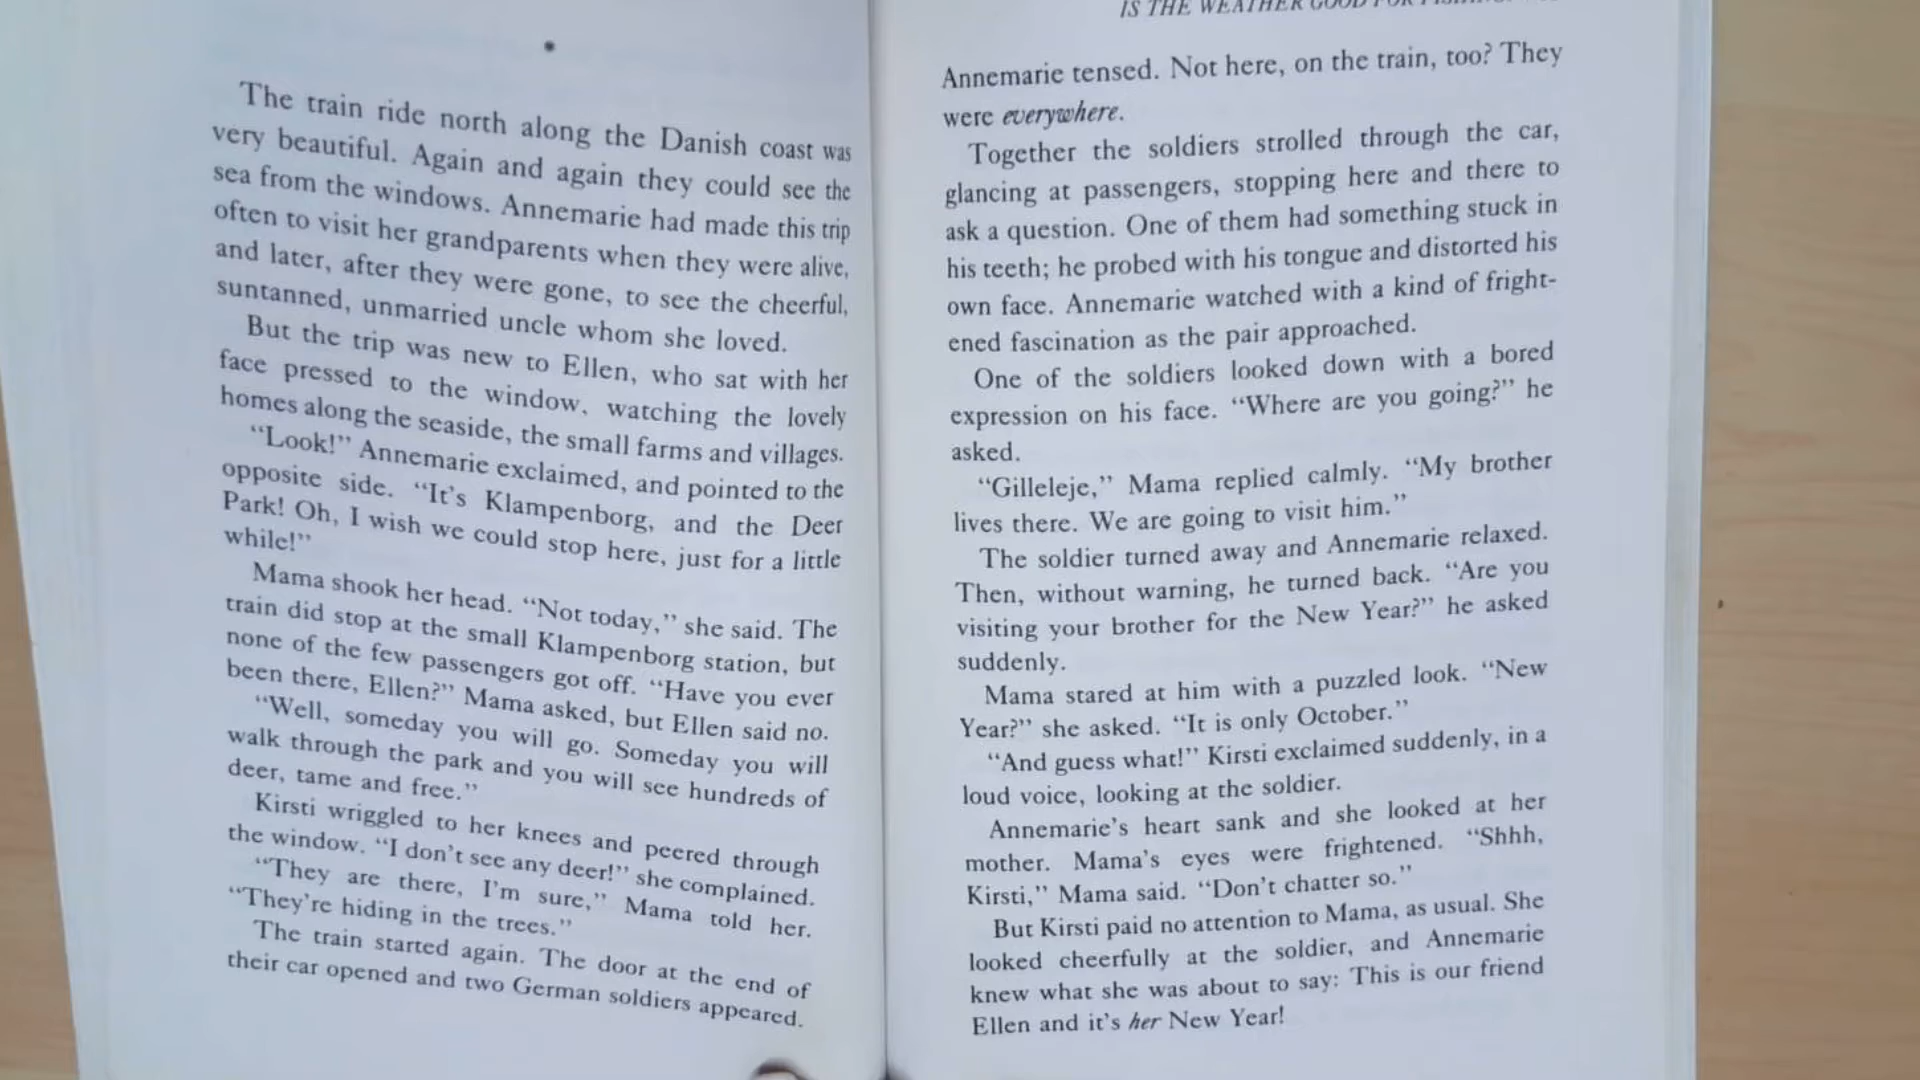 The train ride north along the Danish coast was
very beautiful. Again and again they could see the
sea from the windows. Annemarie had made this trip
often to visit her grandparents when they were alive,
and later, after they were gone, to see the cheerful,
suntanned, unmarried uncle whom she loved.
But the trip was new to Ellen, who sat with her
face pressed to the window, watching the lovely
homes along the seaside, the small farms and villages.
“Look!” Annemarie exclaimed, and pointed to the
opposite side. “It's Klampenborg, and the Deer
Park! Oh, I wish we could stop here, just for a little
while!”
Mama shook her head. “Not today,” she said. The
train did stop at the small Klampenborg station, but
none of the few passengers got off. “Have you ever
been there, Ellen?” Mama asked, but Ellen said no.
“Well, someday you will go. Someday you will
walk through the park and you will see hundreds of
deer, tame and free.”
Kirsti wriggled to her knees and peered through
the window. “I don't see any deer!” she complained.
“They are there, I'm sure,” Mama told her.
“They're hiding in the trees.”
The train started again. The door at the end of
their car opened and two German soldiers appeared.
IS THE WEATHER GOOD FOR
Annemarie tensed. Not here, on the train, too? They
were everywhere.
Together the soldiers strolled through the car,
glancing at passengers, stopping here and there to
ask a question. One of them had something stuck in
his teeth; he probed with his tongue and distorted his
own face. Annemarie watched with a kind of fright-
ened fascination as the pair approached.
One of the soldiers looked down with a bored
expression on his face. “Where are you going?” he
asked.
“Gilleleje,” Mama replied calmly. “My brother
lives there. We are going to visit him.”
The soldier turned away and Annemarie relaxed.
Then, without warning, he turned back. “Are you
visiting your brother for the New Year?” he asked
suddenly.
Mama stared at him with a puzzled look. “New
Year?” she asked. “It is only October.”
“And guess what!” Kirsti exclaimed suddenly, in a
loud voice, looking at the soldier.
Annemarie's heart sank and she looked at her
mother. Mama's eyes were frightened. “Shhh,
Kirsti,” Mama said. “Don't chatter so.”
But Kirsti paid no attention to Mama, as usual. She
looked cheerfully at the soldier, and Annemarie
knew what she was about to say: This is our friend
Ellen and it's her New Year!